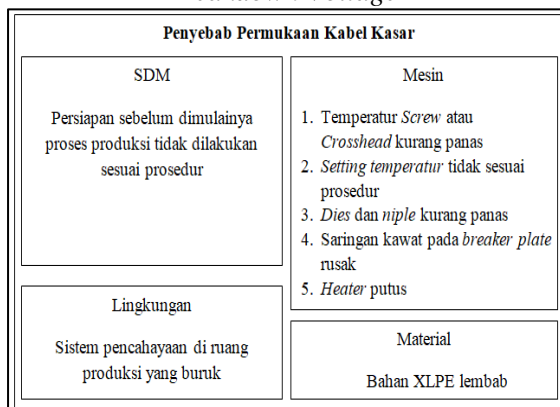 Penyebab Permukaan Kabel Kasar
SDM
Persiapan sebelum dimulainya
proses produksi tidak dilakukan
sesuai prosedur
Mesin
1. Temperatur Screw atau
Crosshead kurang panas
2. Setting temperatur tidak sesuai
prosedur
3. Dies dan niple kurang panas
4. Saringan kawat pada breaker plate
rusak
5. Heater putus
Lingkungan
Sistem pencahayaan di ruang
produksi yang buruk
Material
Bahan XLPE lembab